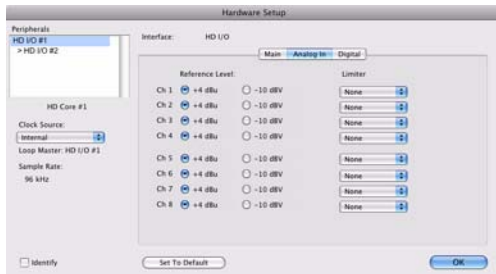 Hardware Setup
Peripherals
HD I/O #1
> HD I/O #2
HD Core #1
Clock Source:
Internal
Loop Master: HD I/O #1
Sample Rate:
96 kHz
Identify
Interface: HD I/O
Main Analog In Digital
Reference Level: Limiter
Ch 1 +4 dBu -10 dBV None
Ch 2 +4 dBu -10 dBV None
Ch 3 +4 dBu -10 dBV None
Ch 4 +4 dBu -10 dBV None
Ch 5 +4 dBu -10 dBV None
Ch 6 +4 dBu -10 dBV None
Ch 7 +4 dBu -10 dBV None
Ch 8 +4 dBu -10 dBV None
Set To Default
OK